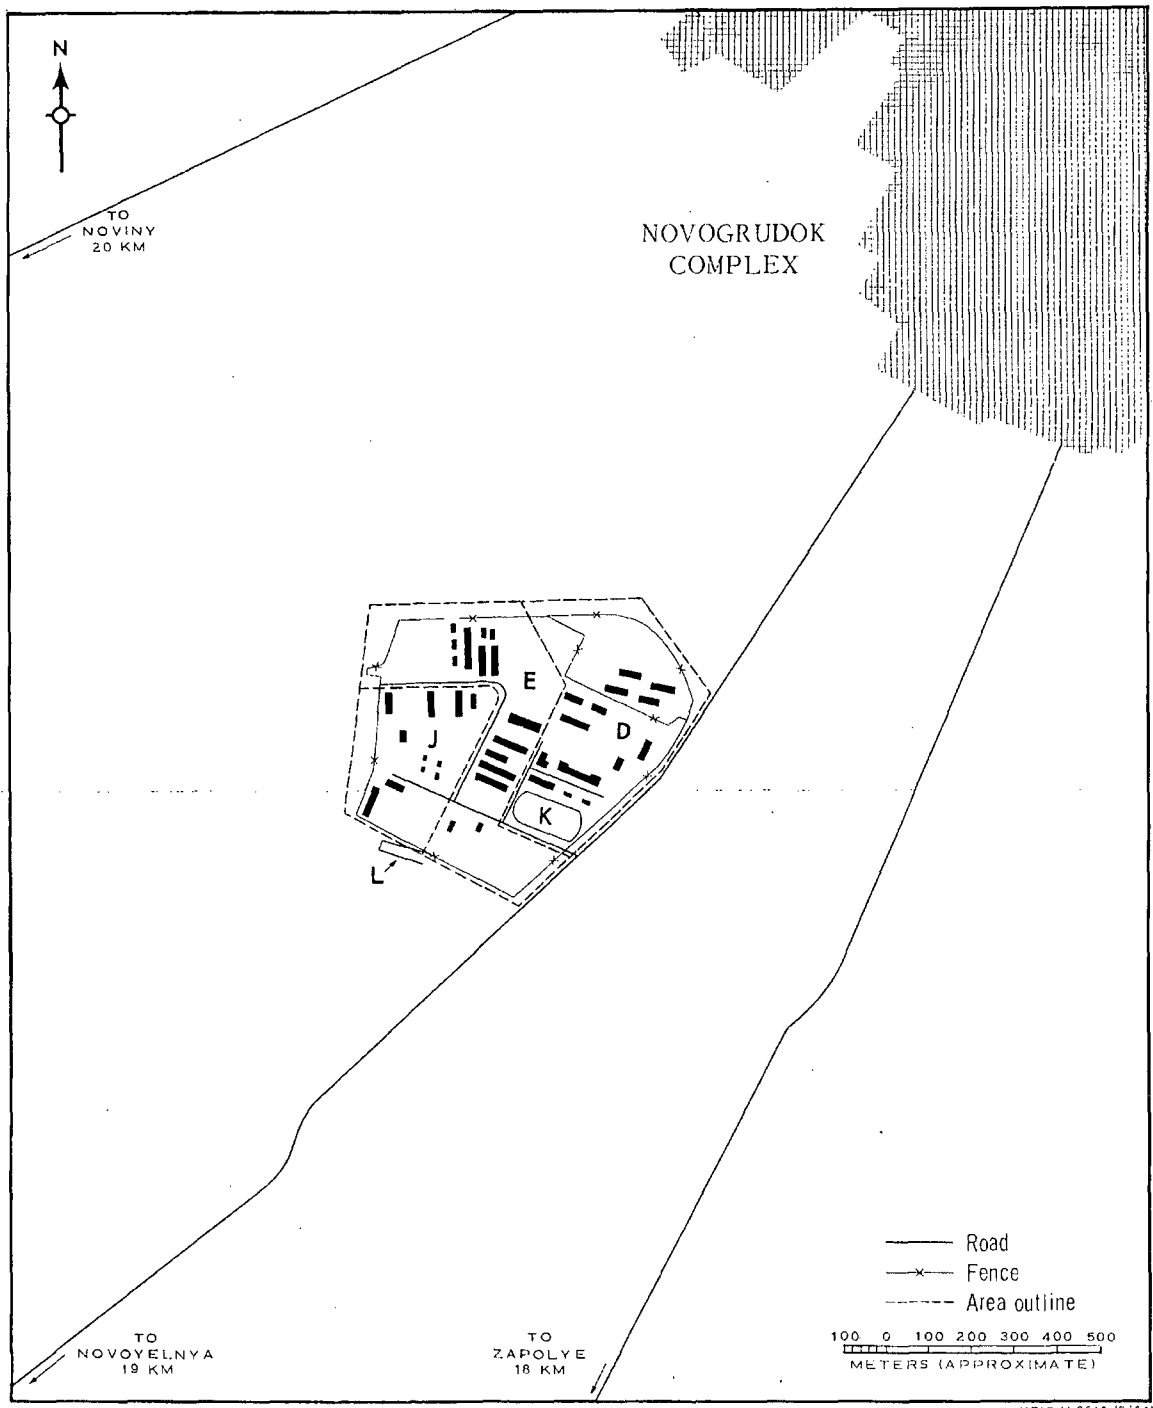 N
TO
NOVINY
20 KM
NOVOGRUDOK
COMPLEX
E
D
J
K
L
Road
Fence
Area outline
100 0 100 200 300 400 500
METERS (APPROXIMATE)
TO
NOVOYELNYA
19 KM
TO
ZAPOLYE
18 KM